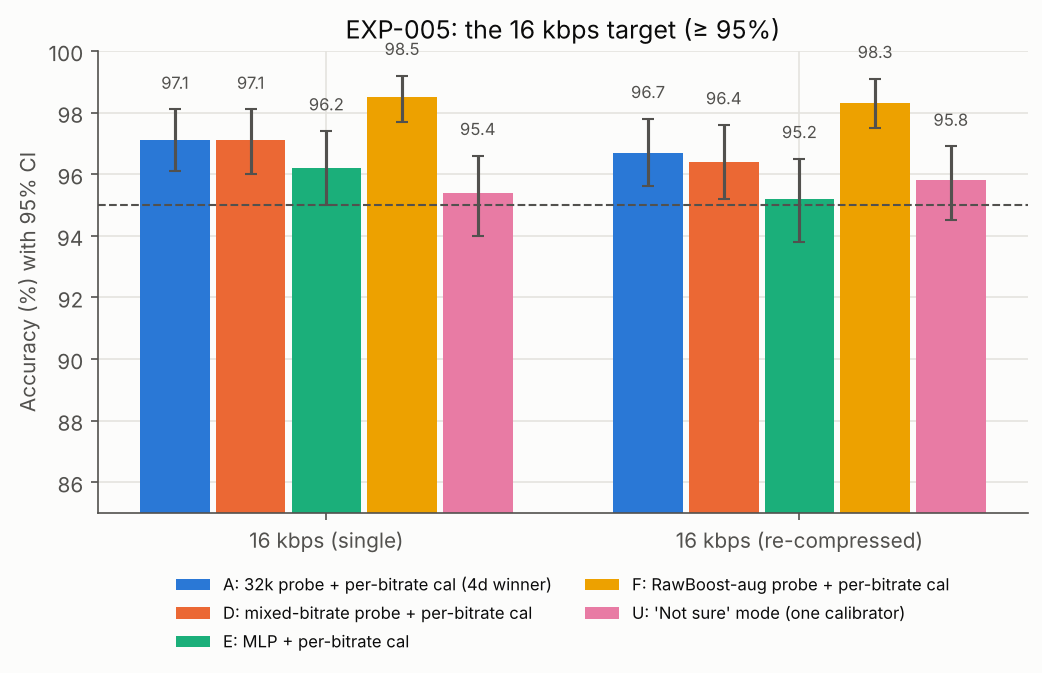 EXP-005: the 16 kbps target (≥ 95%)
Accuracy (%) with 95% CI
100
98
96
94
92
90
88
86
97.1
97.1
96.2
98.5
95.4
96.7
96.4
95.2
98.3
95.8
16 kbps (single)
16 kbps (re-compressed)
A: 32k probe + per-bitrate cal (4d winner)
D: mixed-bitrate probe + per-bitrate cal
E: MLP + per-bitrate cal
F: RawBoost-aug probe + per-bitrate cal
U: 'Not sure' mode (one calibrator)